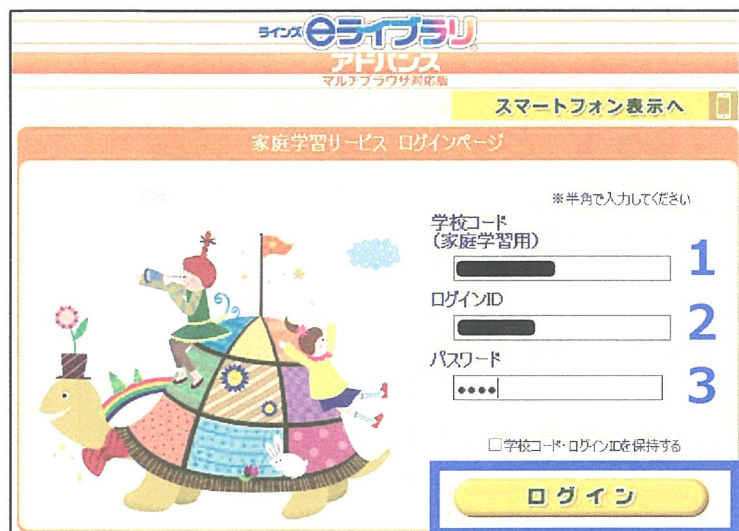 ラインズ eライブラリ
アドバンス
マルチブラウザ対応版
スマートフォン表示へ
家庭学習サービス ログインページ
※半角で入力してください
学校コード
(家庭学習用)
1
ログインID
2
パスワード
••••
3
学校コード・ログインIDを保持する
ログイン